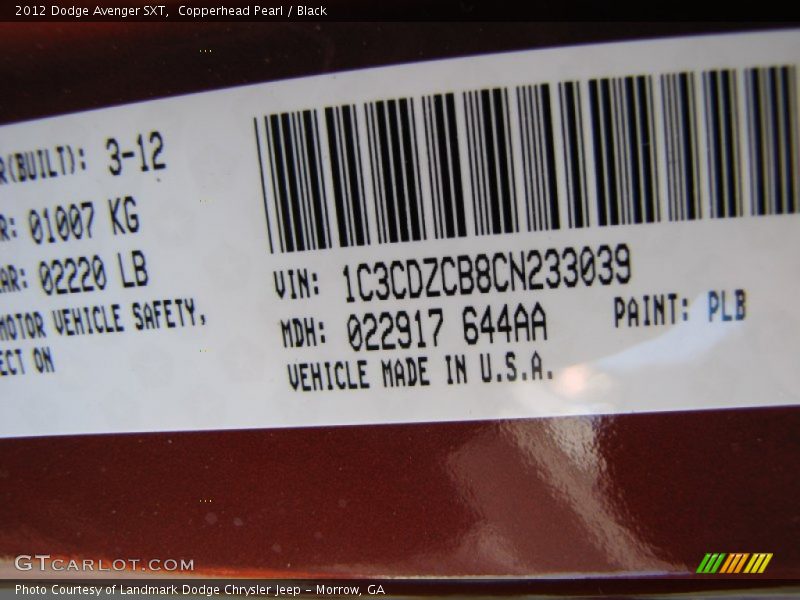 2012 Dodge Avenger SXT, Copperhead Pearl / Black
R(BUILT): 3-12
R: 01007 KG
AR: 02220 LB
MOTOR VEHICLE SAFETY,
ECT ON
VIN: 1C3CDZCB8CN233039
MDH: 022917 644AA
PAINT: PLB
VEHICLE MADE IN U.S.A.
GTCARLOT.COM
Photo Courtesy of Landmark Dodge Chrysler Jeep - Morrow, GA